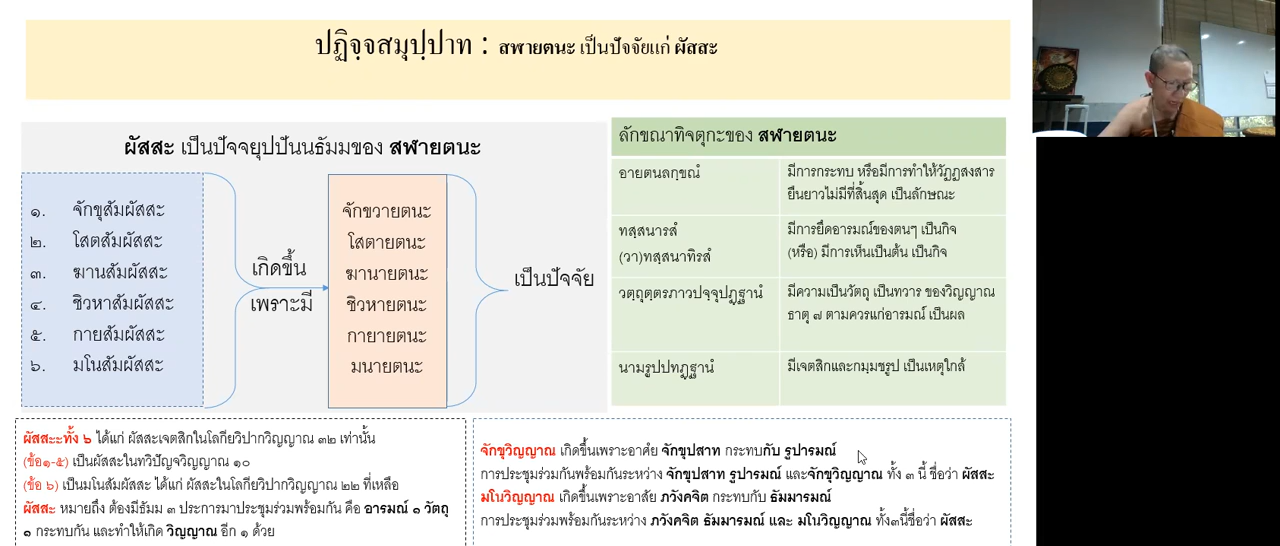 ปฏิจฺจสมุปฺปาท : สฬายตนะ เป็นปัจจัยแก่ ผัสสะ
ผัสสะ เป็นปัจจยุปปันนธัมมของ สฬายตนะ
๑. จักขุสัมผัสสะ
๒. โสตสัมผัสสะ
๓. ฆานสัมผัสสะ
๔. ชิวหาสัมผัสสะ
๕. กายสัมผัสสะ
๖. มโนสัมผัสสะ
เกิดขึ้น
เพราะมี
จักขวายตนะ
โสตายตนะ
ฆานายตนะ
ชิวหายตนะ
กายายตนะ
มนายตนะ
เป็นปัจจัย
ลักขณาทิจตุกะของ สฬายตนะ
อายตนลกฺขณํ
มีการกระทบ หรือมีการทำให้วัฏฏสงสาร
ยืนยาวไม่มีที่สิ้นสุด เป็นลักษณะ
ทสฺสนารสํ
(วา)ทสฺสนาทิรสํ
มีการยึดอารมณ์ของตนๆ เป็นกิจ
(หรือ) มีการเห็นเป็นต้น เป็นกิจ
วตฺถุตฺตรภาวปจฺจุปฏฺฐานํ
มีความเป็นวัตถุ เป็นทวาร ของวิญญาณ
ธาตุ ๗ ตามควรแก่อารมณ์ เป็นผล
นามรูปปทฏฺฐานํ
มีเจตสิกและกมฺมชรูป เป็นเหตุใกล้
ผัสสะะทั้ง ๖ ได้แก่ ผัสสะเจตสิกในโลกียวิปากวิญญาณ ๓๒ เท่านั้น
(ข้อ๑-๕) เป็นผัสสะในทวิปัญจวิญญาณ ๑๐
(ข้อ ๖) เป็นมโนสัมผัสสะ ได้แก่ ผัสสะในโลกียวิปากวิญญาณ ๒๒ ที่เหลือ
ผัสสะ หมายถึง ต้องมีธัมม ๓ ประการมาประชุมร่วมพร้อมกัน คือ อารมณ์ ๑ วัตถุ
๑ กระทบกัน และทำให้เกิด วิญญาณ อีก ๑ ด้วย
จักขุวิญญาณ เกิดขึ้นเพราะอาศัย จักขุปสาท กระทบกับ รูปารมณ์
การประชุมร่วมกันพร้อมกันระหว่าง จักขุปสาท รูปารมณ์ และจักขุวิญญาณ ทั้ง ๓ นี้ ชื่อว่า ผัสสะ
มโนวิญญาณ เกิดขึ้นเพราะอาสัย ภวังคจิต กระทบกับ ธัมมารมณ์
การประชุมร่วมพร้อมกันระหว่าง ภวังคจิต ธัมมารมณ์ และ มโนวิญญาณ ทั้ง๓นี้ชื่อว่า ผัสสะ